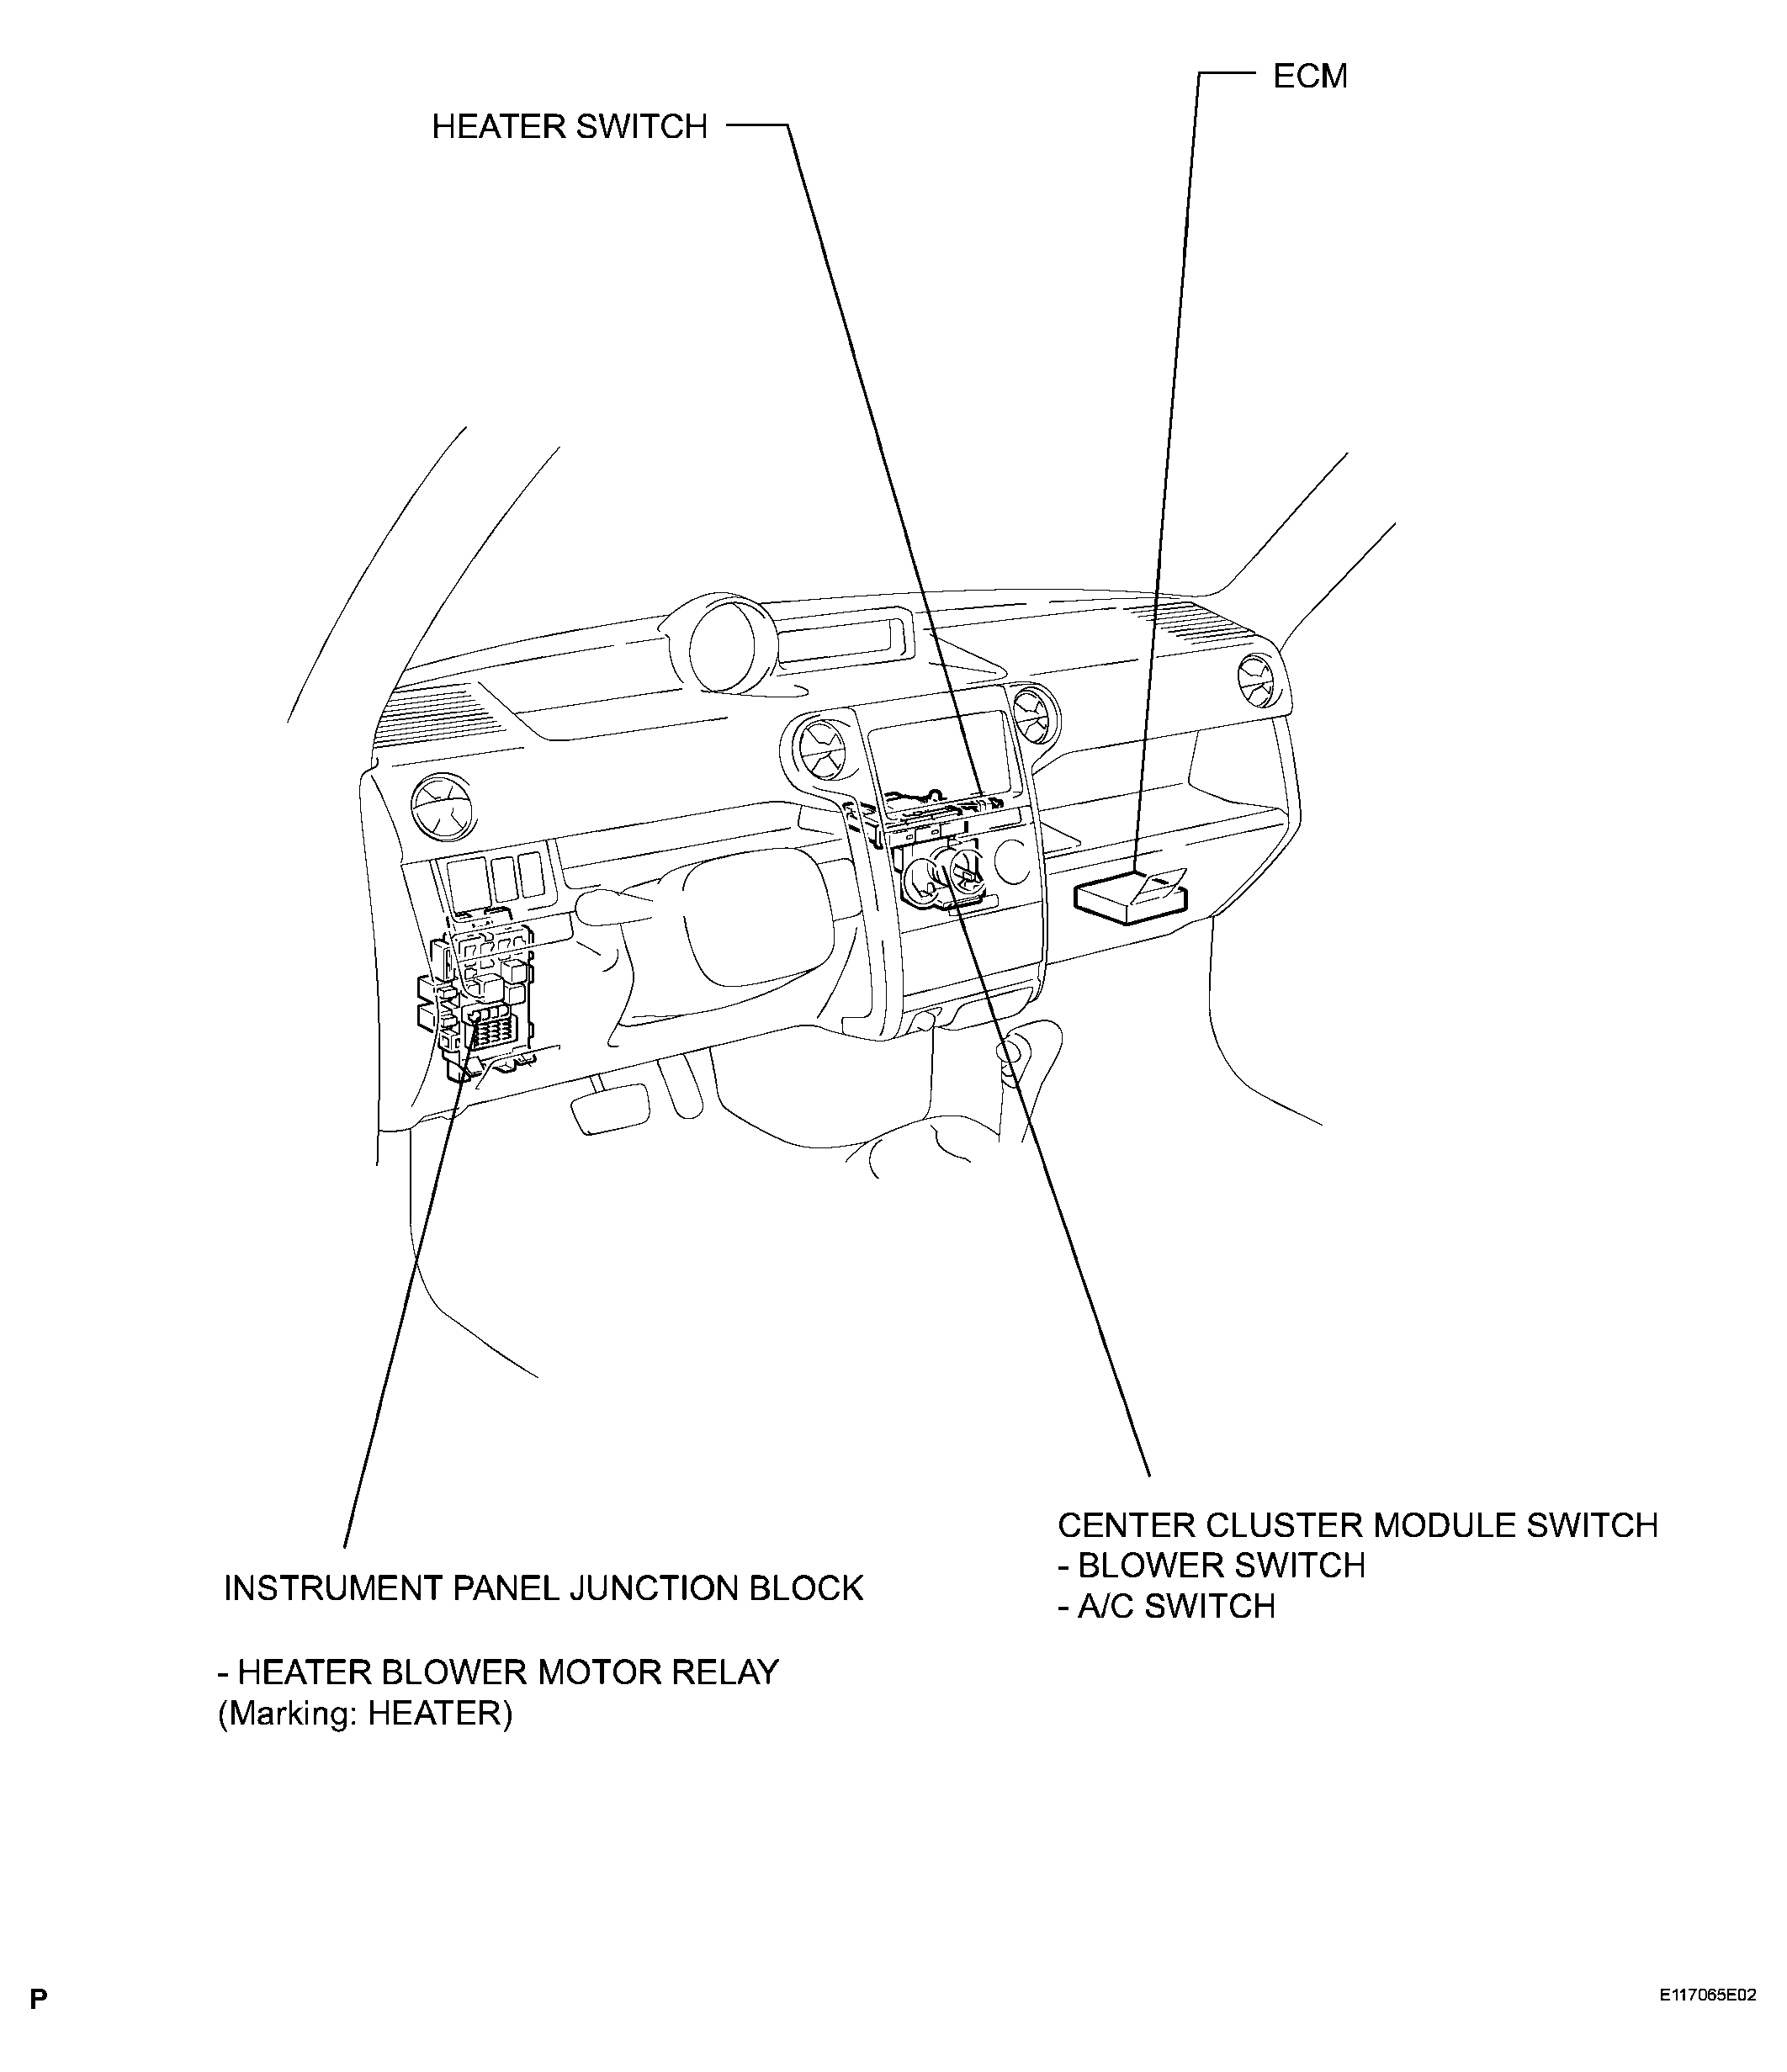 ECM
HEATER SWITCH
CENTER CLUSTER MODULE SWITCH
- BLOWER SWITCH
- A/C SWITCH
INSTRUMENT PANEL JUNCTION BLOCK
- HEATER BLOWER MOTOR RELAY
(Marking: HEATER)
P
E117065E02